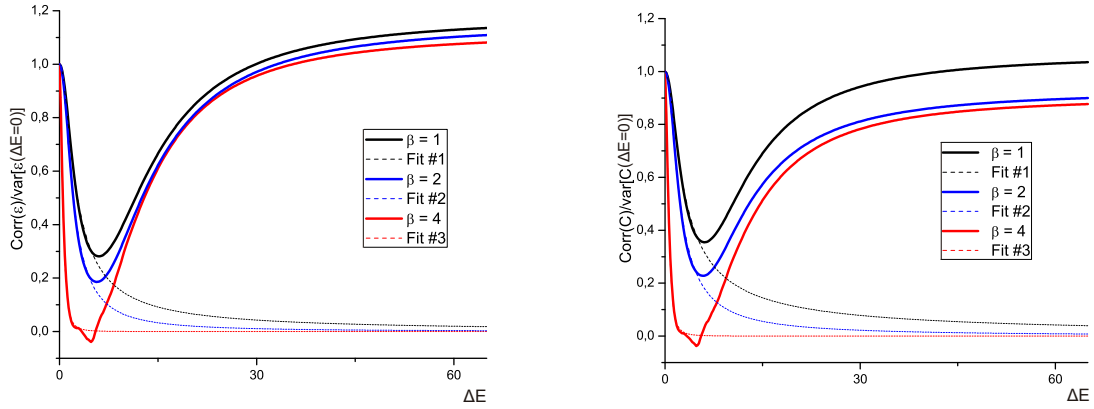 1,2
1,0
0,8
0,6
0,4
0,2
0,0
0
30
60
Corr(ε)/var[ε(ΔE=0)]
ΔE
β = 1
Fit #1
β = 2
Fit #2
β = 4
Fit #3
1,2
1,0
0,8
0,6
0,4
0,2
0,0
0
30
60
Corr(C)/var[C(ΔE=0)]
ΔE
β = 1
Fit #1
β = 2
Fit #2
β = 4
Fit #3